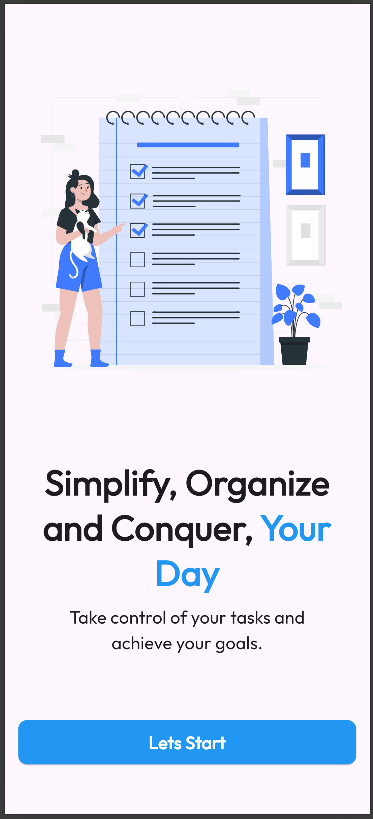 Simplify, Organize
and Conquer, Your
Day
Take control of your tasks and
achieve your goals.
Lets Start